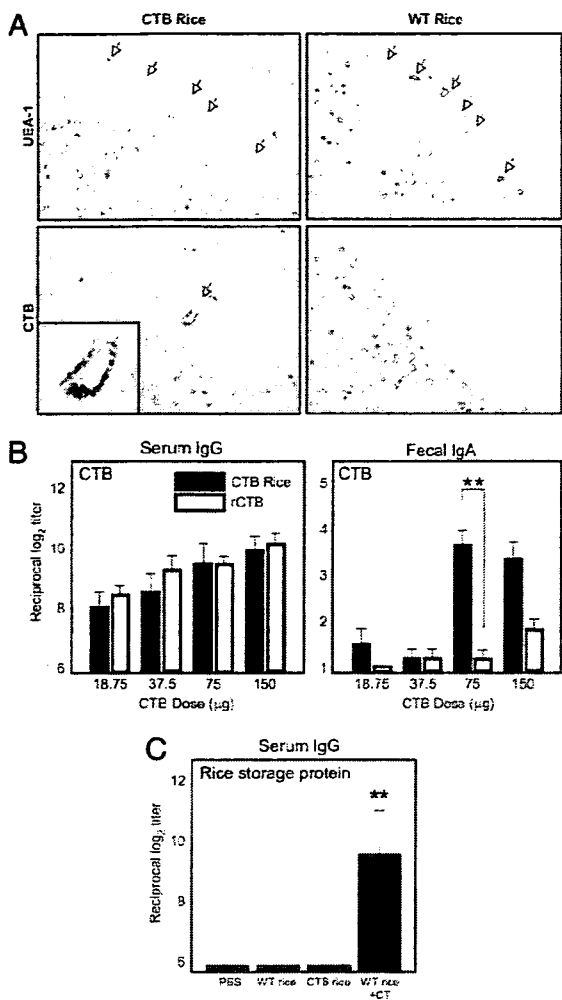 A
CTB Rice
WT Rice
UEA-1
CTB
B
Serum IgG
Fecal IgA
CTB
CTB Rice
rCTB
CTB
**
Reciprocal log2 titer
12
10
8
6
5
4
3
2
1
18.75 37.5 75 150
18.75 37.5 75 150
CTB Dose (µg)
CTB Dose (µg)
C
Serum IgG
Rice storage protein
**
Reciprocal log2 titer
12
10
8
6
PBS WT rice CTB rice WT rice
+CT